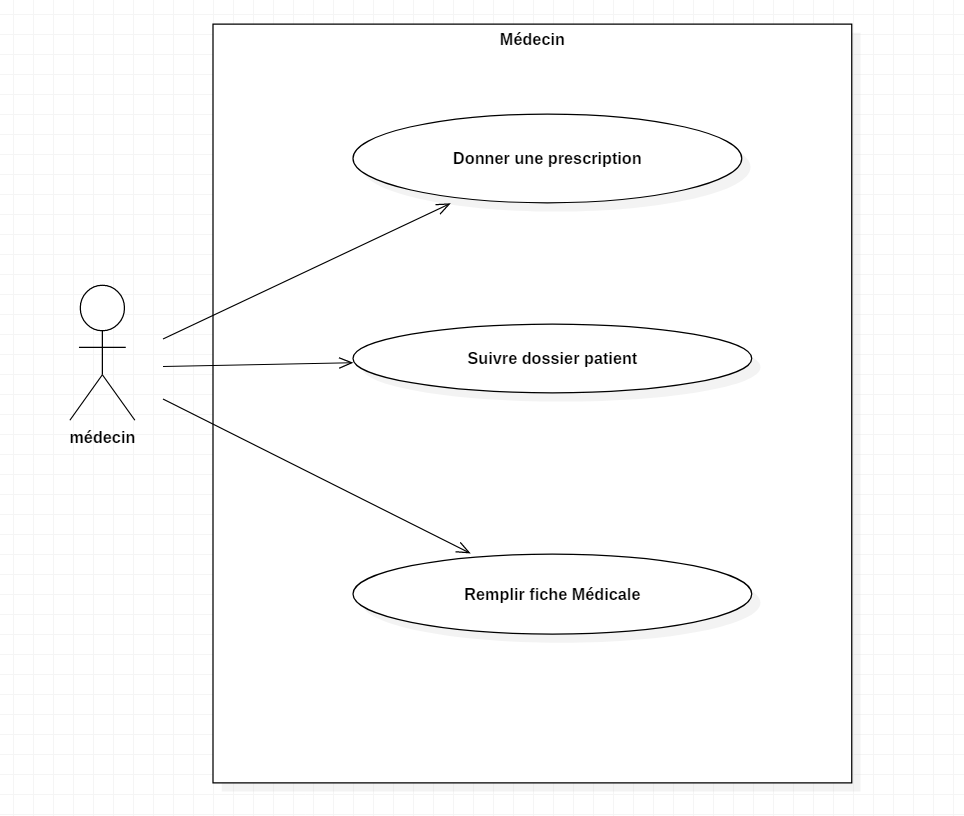 Médecin
Donner une prescription
Suivre dossier patient
médecin
Remplir fiche Médicale